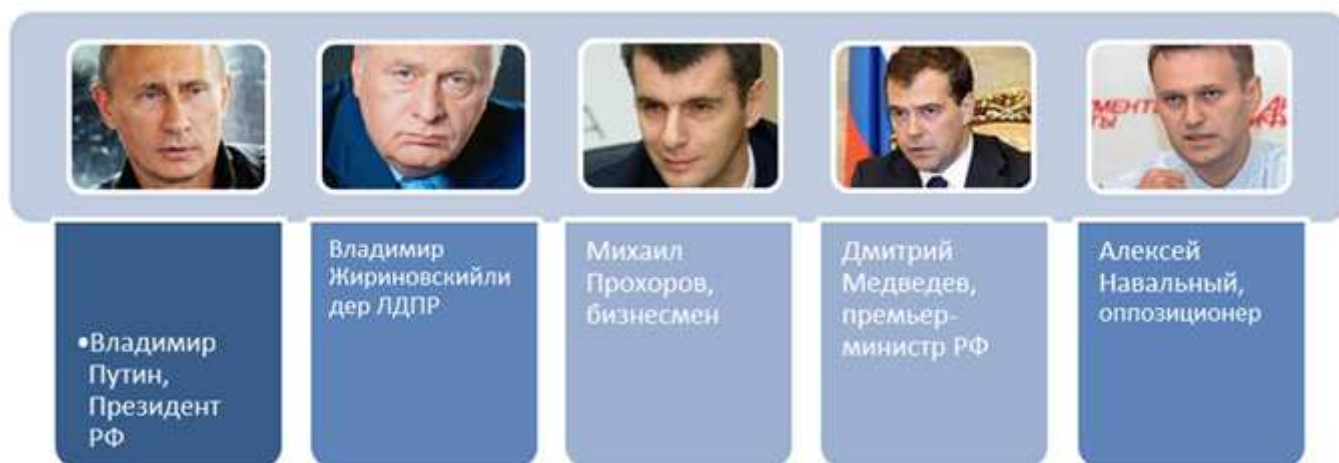 •Владимир
Путин,
Президент
РФ
Владимир
Жириновскийли
дер ЛДПР
Михаил
Прохоров,
бизнесмен
Дмитрий
Медведев,
премьер-
министр РФ
Алексей
Навальный,
оппозиционер